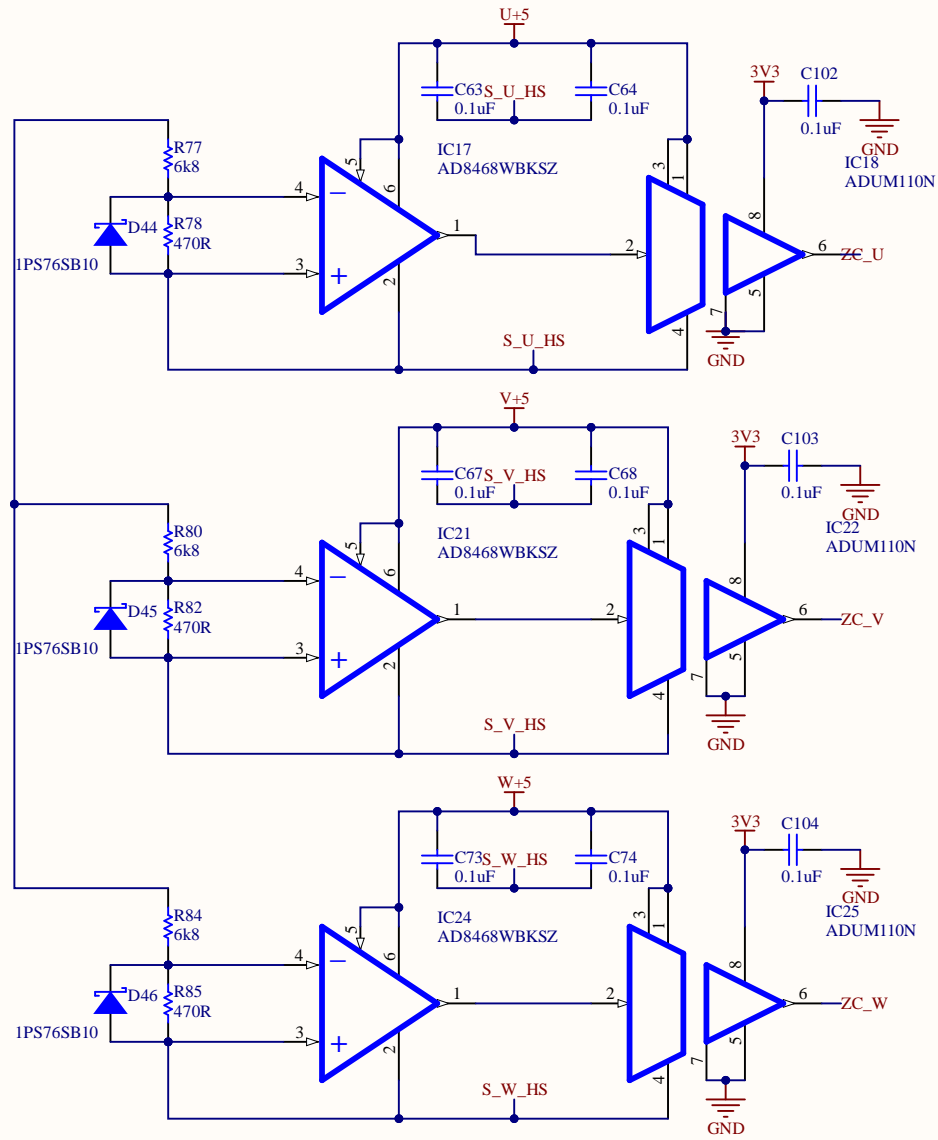 U+5
C63
0.1uF
S_U_HS
C64
0.1uF
3V3
C102
0.1uF
GND
R77
6k8
IC17
AD8468WBKSZ
IC18
ADUM110N
5
3
1
4
−
6
8
D44
R78
470R
1PS76SB10
1
2
6
ZC_U
3
+
2
5
7
4
S_U_HS
GND
V+5
C67
0.1uF
S_V_HS
C68
0.1uF
3V3
C103
0.1uF
GND
R80
6k8
IC21
AD8468WBKSZ
IC22
ADUM110N
5
3
1
4
−
6
8
D45
R82
470R
1PS76SB10
1
2
6
ZC_V
3
+
2
5
7
4
S_V_HS
GND
W+5
C73
0.1uF
S_W_HS
C74
0.1uF
3V3
C104
0.1uF
GND
R84
6k8
IC24
AD8468WBKSZ
IC25
ADUM110N
5
3
1
4
−
6
8
D46
R85
470R
1PS76SB10
1
2
6
ZC_W
3
+
2
5
7
4
S_W_HS
GND